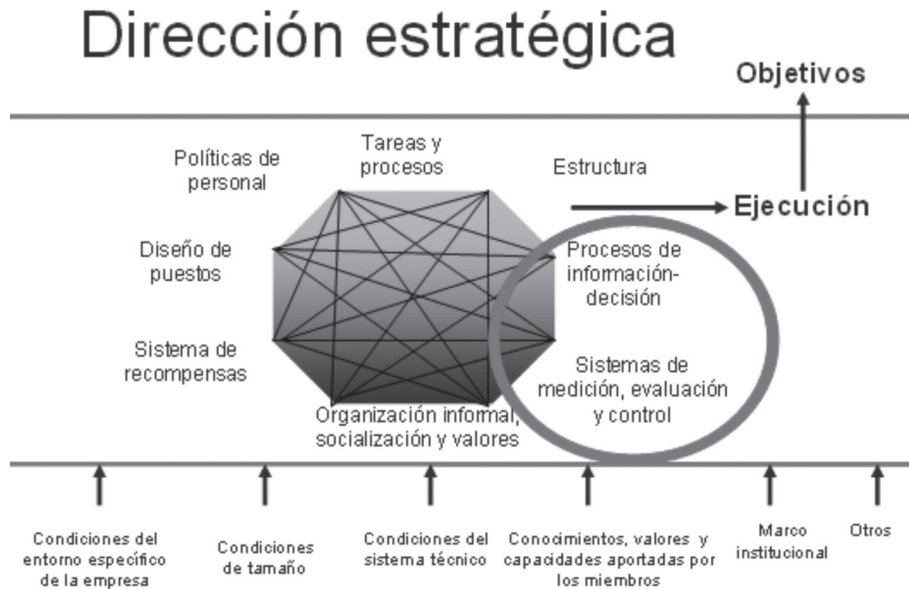 Dirección estratégica
Objetivos
Tareas y
procesos
Políticas de
personal
Estructura
Ejecución
Diseño de
puestos
Procesos de
información-
decisión
Sistema de
recompensas
Sistemas de
medición, evaluación
y control
Organización informal,
socialización y valores
Condiciones del
entorno específico
de la empresa
Condiciones
de tamaño
Condiciones del
sistema técnico
Conocimientos, valores y
capacidades aportadas por
los miembros
Marco
institucional
Otros